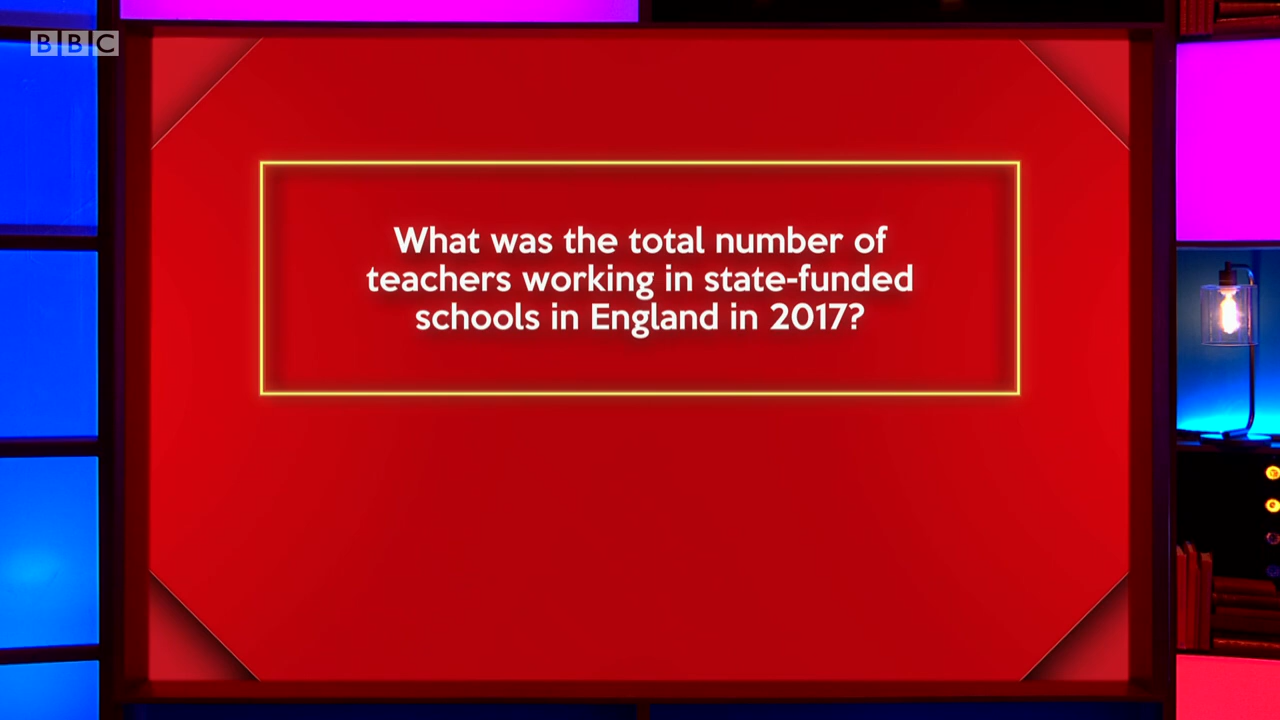 BBC
What was the total number of
teachers working in state-funded
schools in England in 2017?